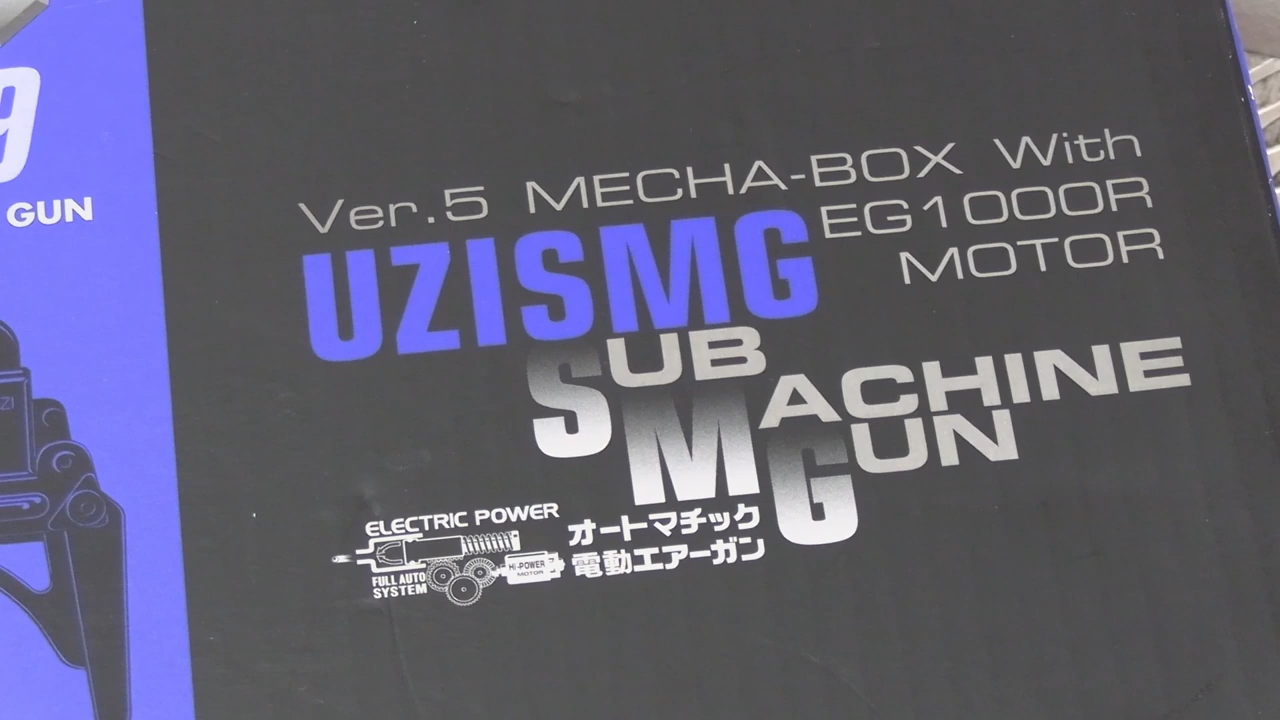 9
GUN
Ver.5 MECHA-BOX With
EG1000R
MOTOR
UZISMG
SUB
MACHINE
GUN
ELECTRIC POWER
FULL AUTO
SYSTEM
HI-POWER
MOTOR
オートマチック
電動エアーガン